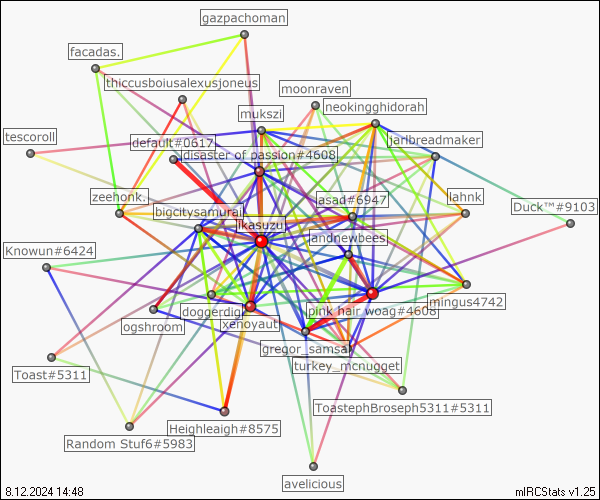 gazpachoman
facadas.
thiccusboiusalexusjoneus
moonraven
neokingghidorah
mukszi
tescoroll
default#0617
jarlbreadmaker
disaster of passion#4608
zeehonk.
asad#6947
lahnk
Duck™#9103
bigcitysamurai
ikasuzu
jandnewbees
Knowun#6424
mingus4742
doggerdigi
pink hair woag#4608
ogshroom
xenoyaut
gregor_samsa
turkey_mcnugget
Toast#5311
ToastephBroseph5311#5311
Heighleaigh#8575
Random Stuf6#5983
avelicious
8.12.2024 14:48
mIRCStats v1.25